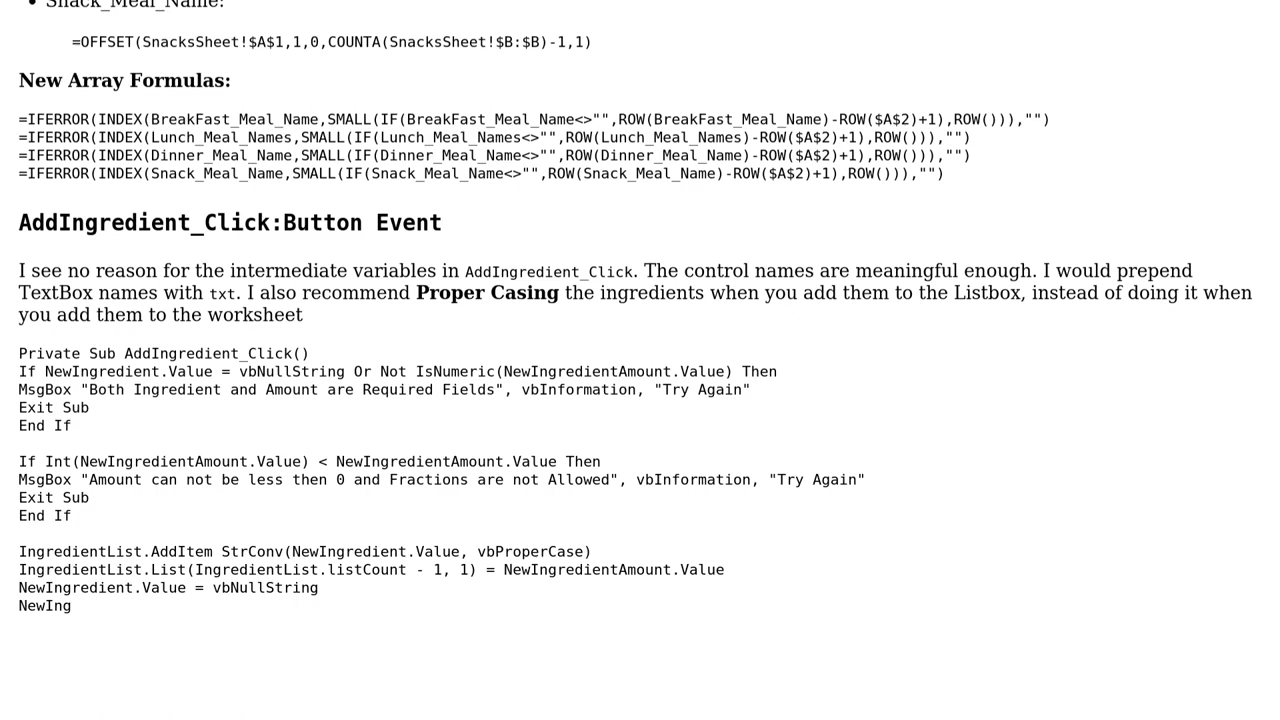 • Snack_Meal_Name:
=OFFSET(SnacksSheet!$A$1,1,0,COUNTA(SnacksSheet!$B:$B)-1,1)
New Array Formulas:
=IFERROR(INDEX(BreakFast_Meal_Name,SMALL(IF(BreakFast_Meal_Name<>"",ROW(BreakFast_Meal_Name)-ROW($A$2)+1),ROW())),"")
=IFERROR(INDEX(Lunch_Meal_Names,SMALL(IF(Lunch_Meal_Names<>"",ROW(Lunch_Meal_Names)-ROW($A$2)+1),ROW())),"")
=IFERROR(INDEX(Dinner_Meal_Name,SMALL(IF(Dinner_Meal_Name<>"",ROW(Dinner_Meal_Name)-ROW($A$2)+1),ROW())),"")
=IFERROR(INDEX(Snack_Meal_Name,SMALL(IF(Snack_Meal_Name<>"",ROW(Snack_Meal_Name)-ROW($A$2)+1),ROW())),"")
AddIngredient_Click:Button Event
I see no reason for the intermediate variables in AddIngredient_Click. The control names are meaningful enough. I would prepend
TextBox names with txt. I also recommend Proper Casing the ingredients when you add them to the Listbox, instead of doing it when
you add them to the worksheet
Private Sub AddIngredient_Click()
If NewIngredient.Value = vbNullString Or Not IsNumeric(NewIngredientAmount.Value) Then
MsgBox "Both Ingredient and Amount are Required Fields", vbInformation, "Try Again"
Exit Sub
End If
If Int(NewIngredientAmount.Value) < NewIngredientAmount.Value Then
MsgBox "Amount can not be less then 0 and Fractions are not Allowed", vbInformation, "Try Again"
Exit Sub
End If
IngredientList.AddItem StrConv(NewIngredient.Value, vbProperCase)
IngredientList.List(IngredientList.listCount - 1, 1) = NewIngredientAmount.Value
NewIngredient.Value = vbNullString
NewIng